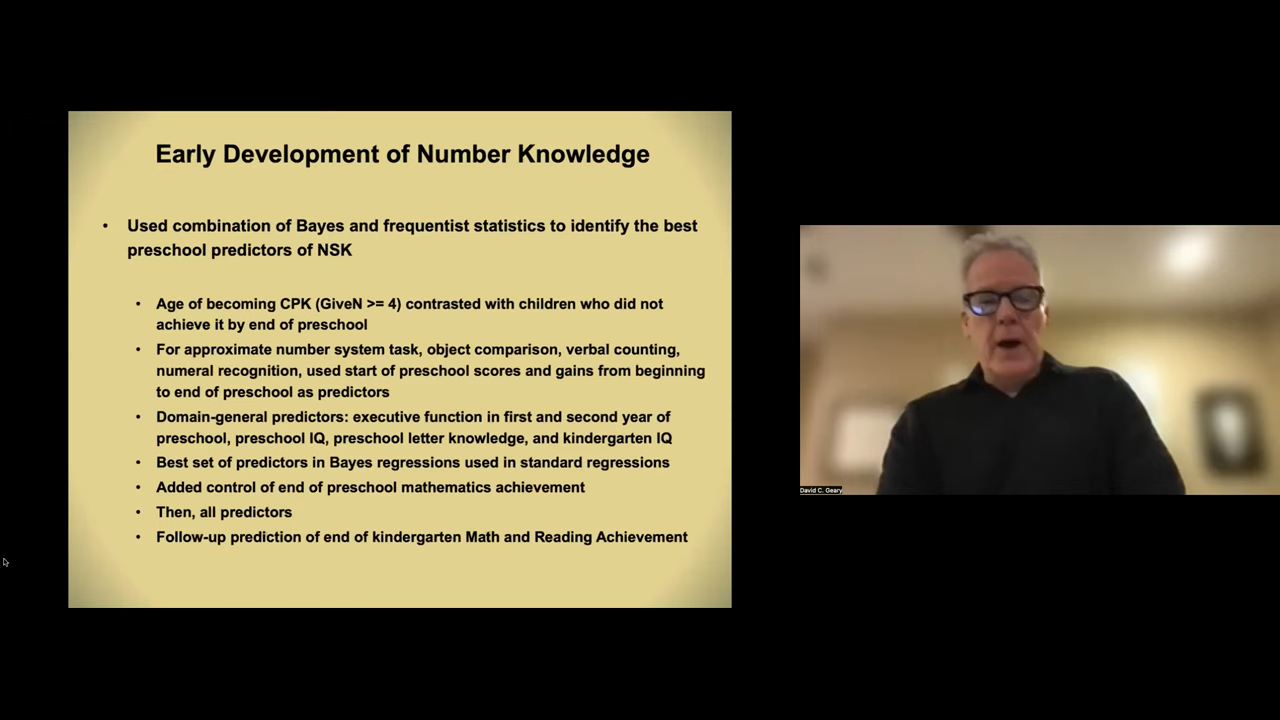 Early Development of Number Knowledge
• Used combination of Bayes and frequentist statistics to identify the best
preschool predictors of NSK
• Age of becoming CPK (GiveN >= 4) contrasted with children who did not
achieve it by end of preschool
• For approximate number system task, object comparison, verbal counting,
numeral recognition, used start of preschool scores and gains from beginning
to end of preschool as predictors
• Domain-general predictors: executive function in first and second year of
preschool, preschool IQ, preschool letter knowledge, and kindergarten IQ
• Best set of predictors in Bayes regressions used in standard regressions
• Added control of end of preschool mathematics achievement
• Then, all predictors
• Follow-up prediction of end of kindergarten Math and Reading Achievement
David C. Geary